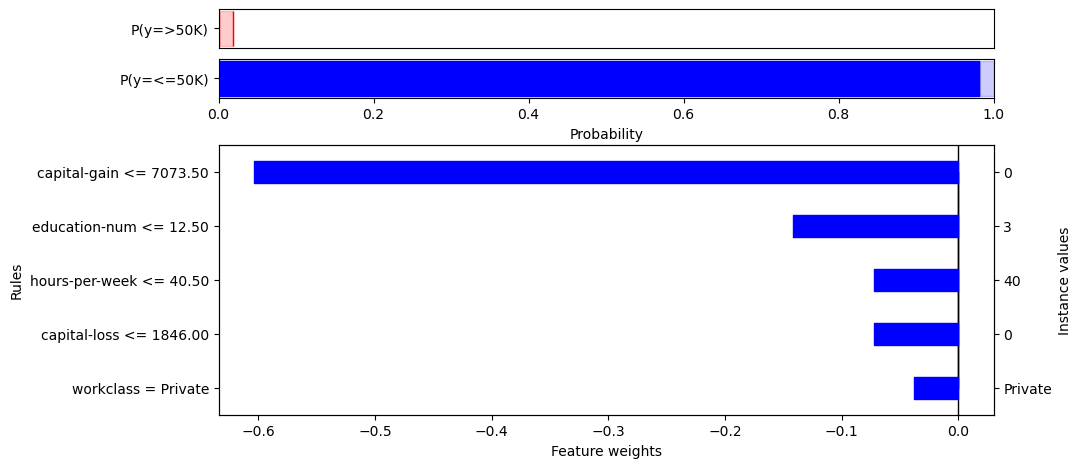 P(y=>50K)
P(y=<=50K)
0.0 0.2 0.4 0.6 0.8 1.0
Probability
capital-gain <= 7073.50 0
education-num <= 12.50 3
hours-per-week <= 40.50 40
capital-loss <= 1846.00 0
workclass = Private Private
Rules
Instance values
−0.6 −0.5 −0.4 −0.3 −0.2 −0.1 0.0
Feature weights